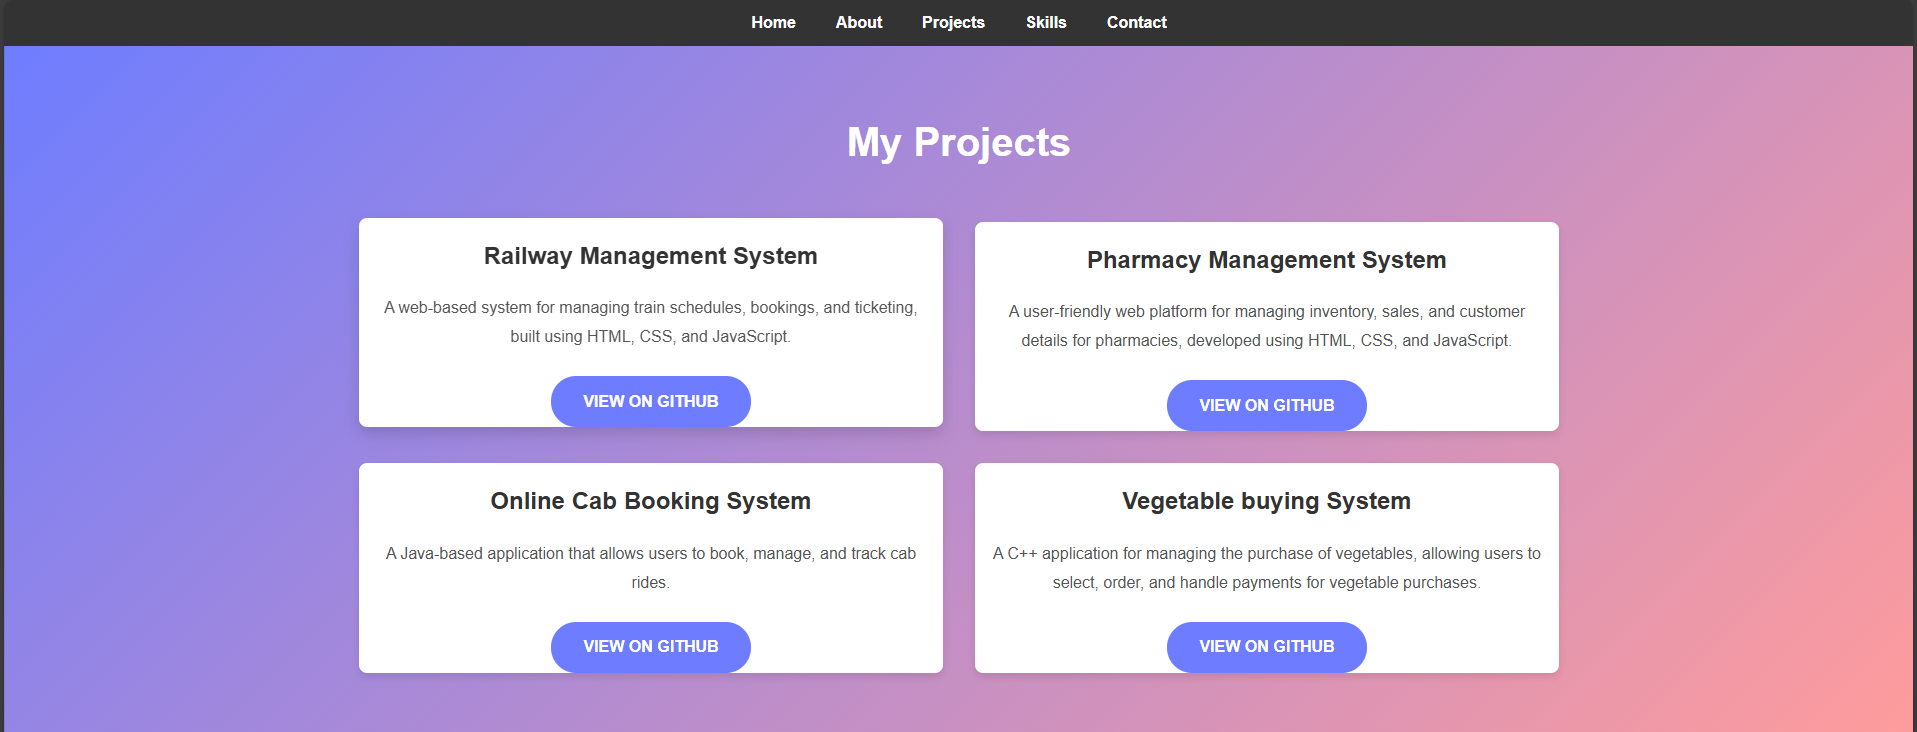 Home About Projects Skills Contact
My Projects
Railway Management System
A web-based system for managing train schedules, bookings, and ticketing,
built using HTML, CSS, and JavaScript.
VIEW ON GITHUB
Pharmacy Management System
A user-friendly web platform for managing inventory, sales, and customer
details for pharmacies, developed using HTML, CSS, and JavaScript.
VIEW ON GITHUB
Online Cab Booking System
A Java-based application that allows users to book, manage, and track cab
rides.
VIEW ON GITHUB
Vegetable buying System
A C++ application for managing the purchase of vegetables, allowing users to
select, order, and handle payments for vegetable purchases.
VIEW ON GITHUB